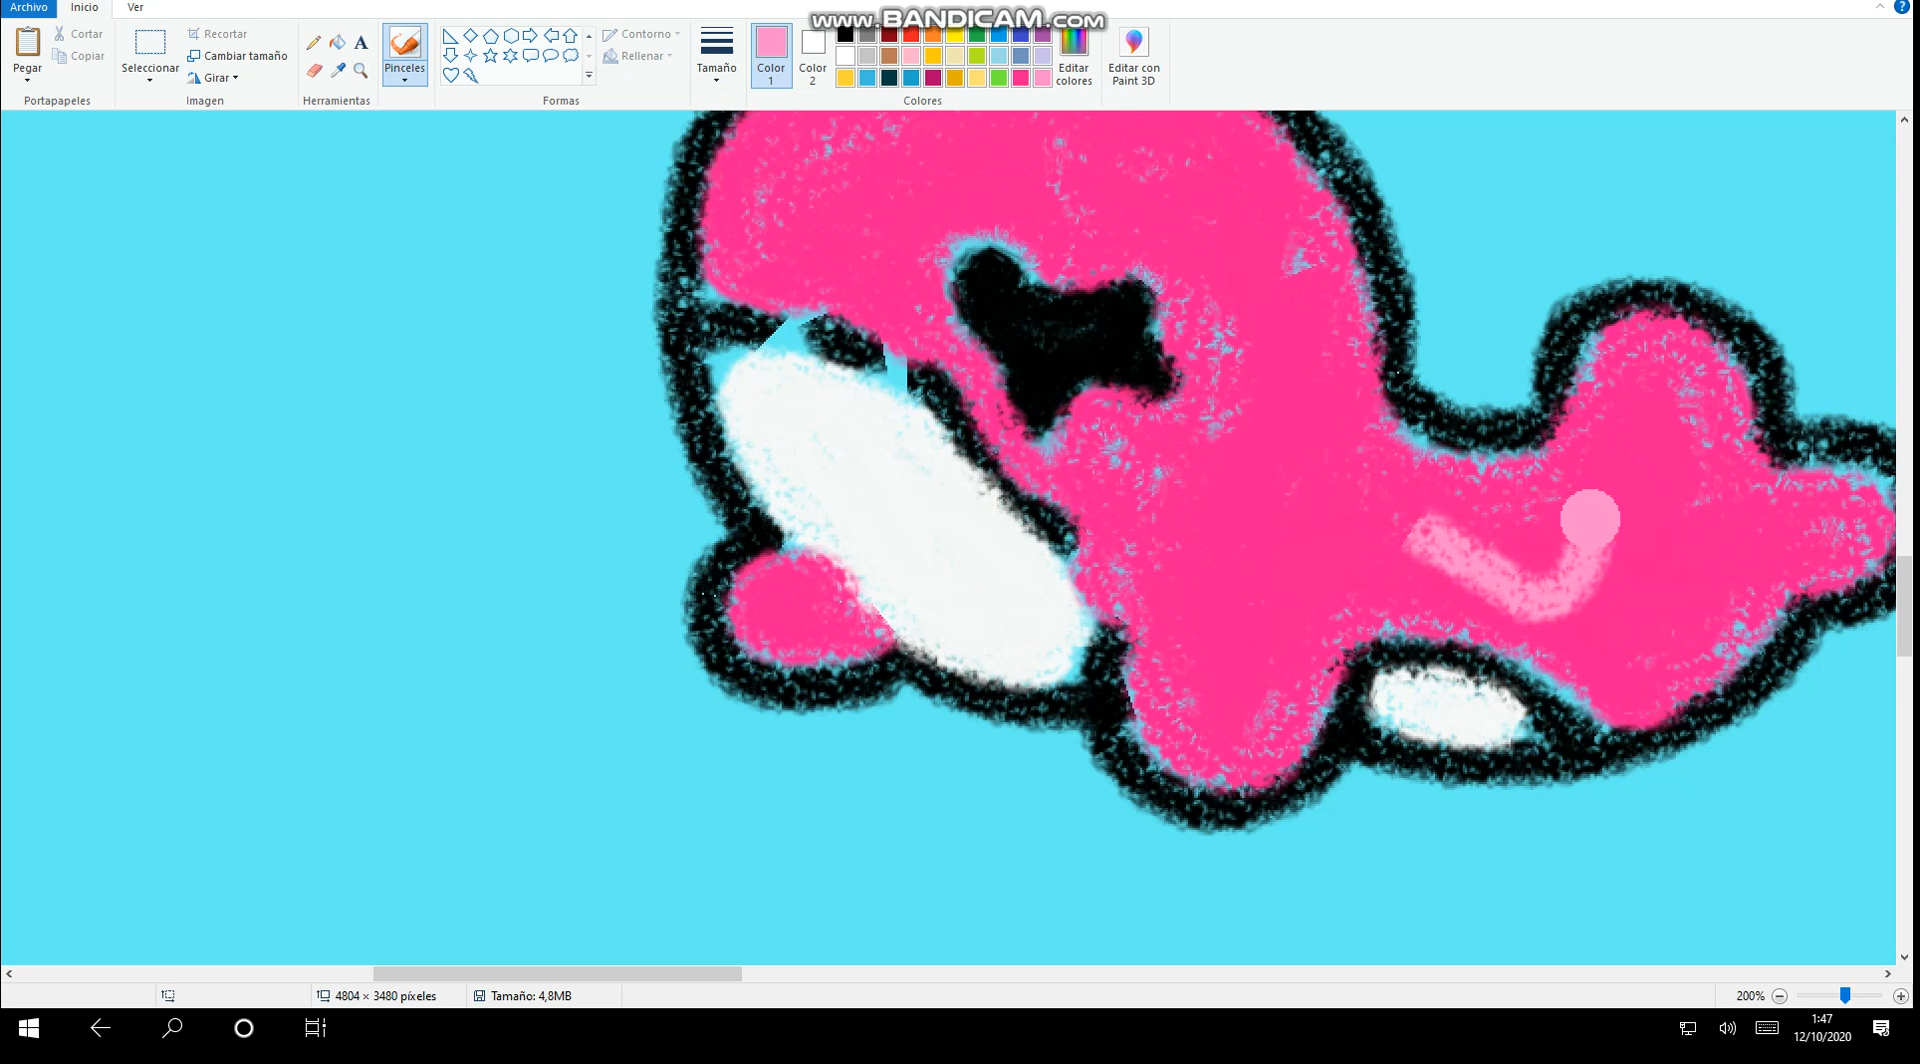 Archivo Inicio Ver
www.BANDICAM.com
Pegar
Cortar
Copiar
Portapapeles
Seleccionar
Recortar
Cambiar tamaño
Girar
Imagen
A
Herramientas
Pinceles
Contorno
Rellenar
Formas
Tamaño
Color
1
Color
2
Editar
colores
Colores
Editar con
Paint 3D
4804 × 3480 píxeles
Tamaño: 4,8MB
200%
1:47
12/10/2020